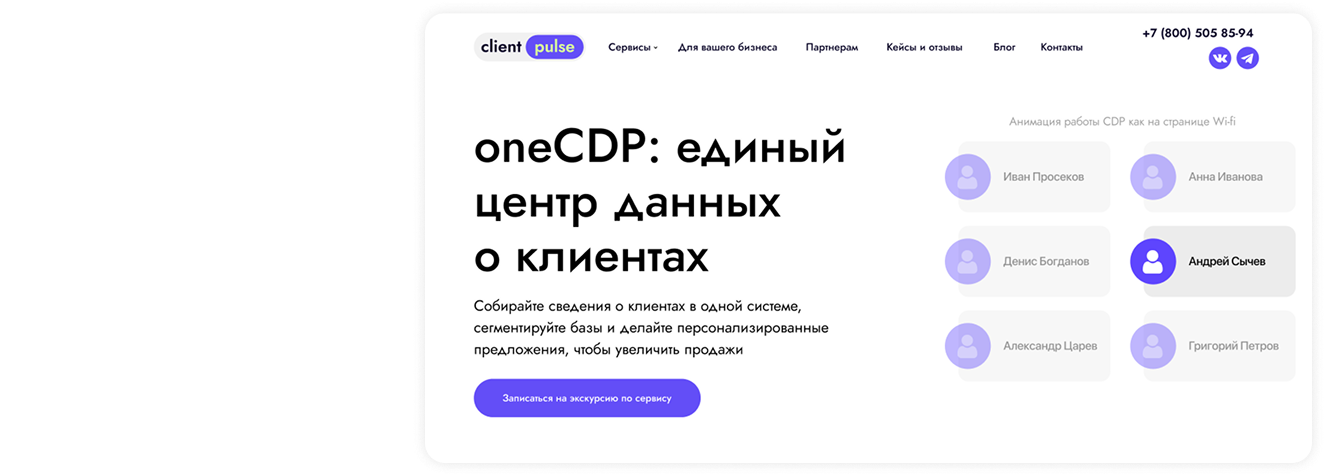 client pulse
Сервисы
Для вашего бизнеса
Партнерам
Кейсы и отзывы
Блог
Контакты
+7 (800) 505 85-94
oneCDP: единый
центр данных
о клиентах
Собирайте сведения о клиентах в одной системе,
сегментируйте базы и делайте персонализированные
предложения, чтобы увеличить продажи
Записаться на экскурсию по сервису
Анимация работы CDP как на странице Wi-fi
Иван Просеков
Анна Иванова
Денис Богданов
Андрей Сычев
Александр Царев
Григорий Петров